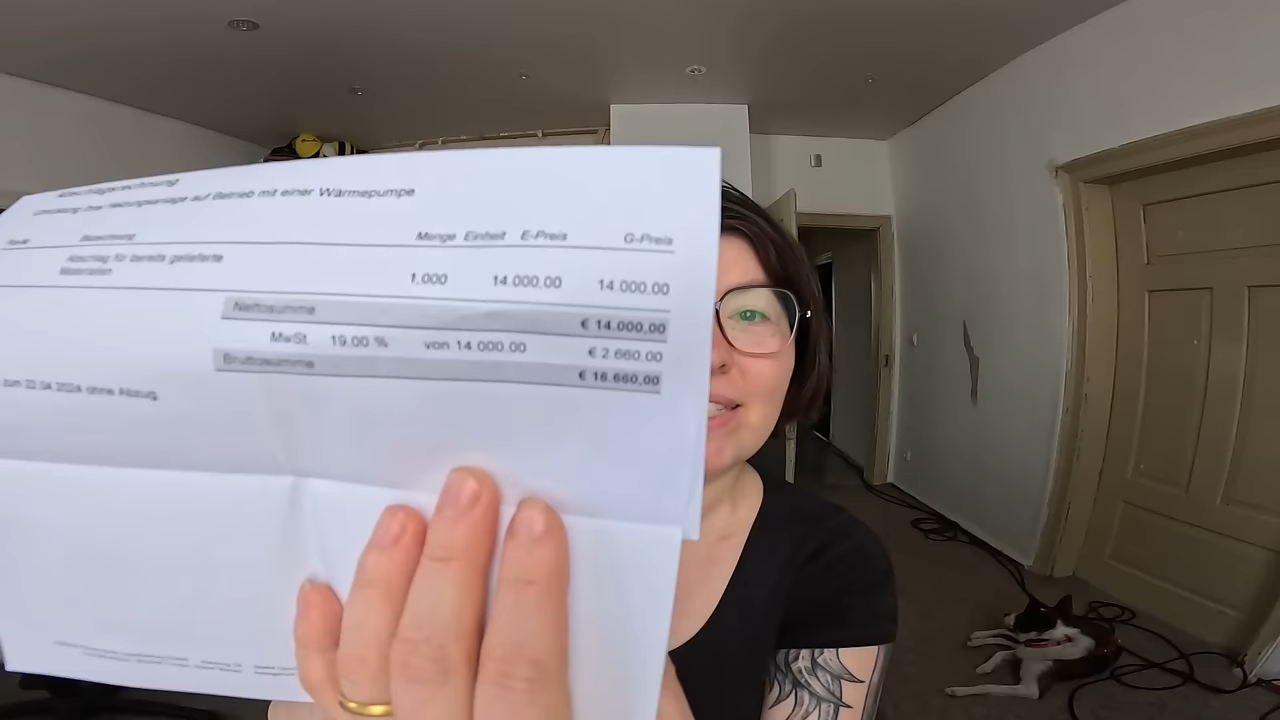 Abschlagsrechnung
Umstellung Ihrer Heizungsanlage auf Betrieb mit einer Wärmepumpe
Bezeichnung Menge Einheit E-Preis G-Preis
Abschlag für bereits gelieferte
Materialien
1,000 14.000,00 14.000,00
Nettosumme € 14.000,00
MwSt. 19,00 % von 14.000,00 € 2.660,00
Bruttosumme € 16.660,00
zum 22.04.2024 ohne Abzug.